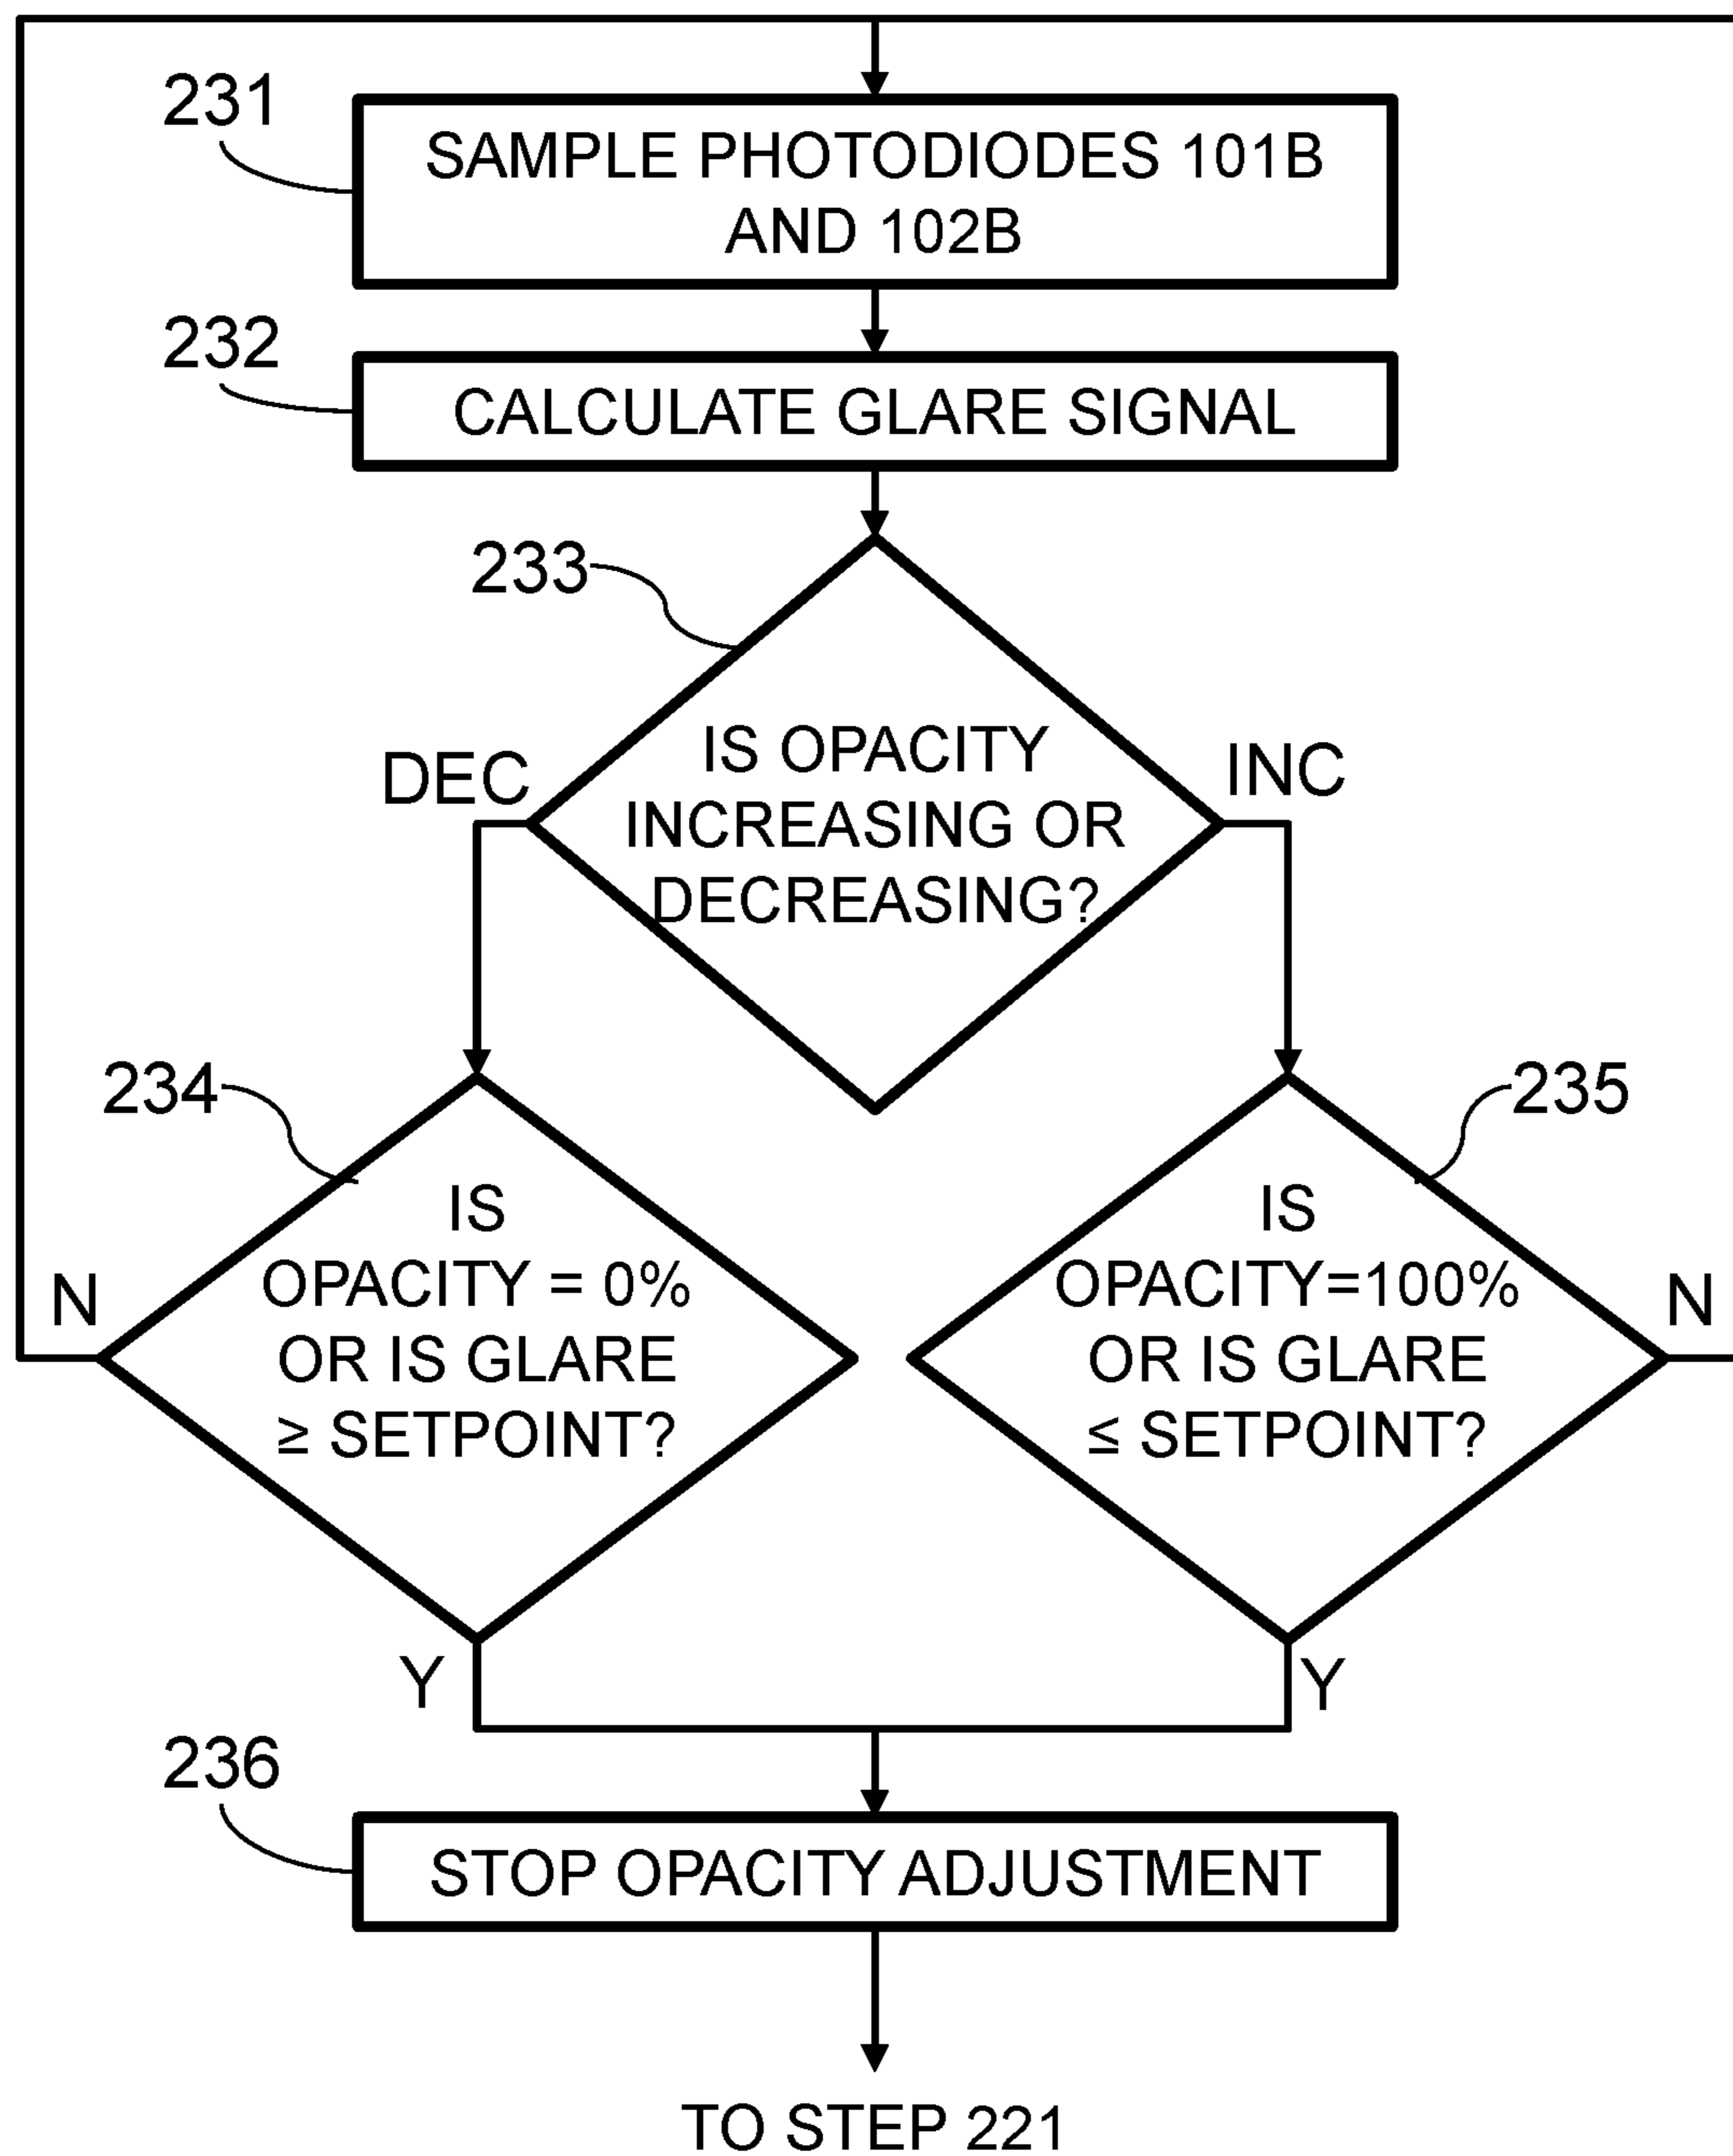 231
SAMPLE PHOTODIODES 101B
AND 102B
232
CALCULATE GLARE SIGNAL
233
IS OPACITY
INCREASING OR
DECREASING?
DEC
INC
234
IS
OPACITY = 0%
OR IS GLARE
≥ SETPOINT?
N
Y
235
IS
OPACITY=100%
OR IS GLARE
≤ SETPOINT?
N
Y
236
STOP OPACITY ADJUSTMENT
TO STEP 221